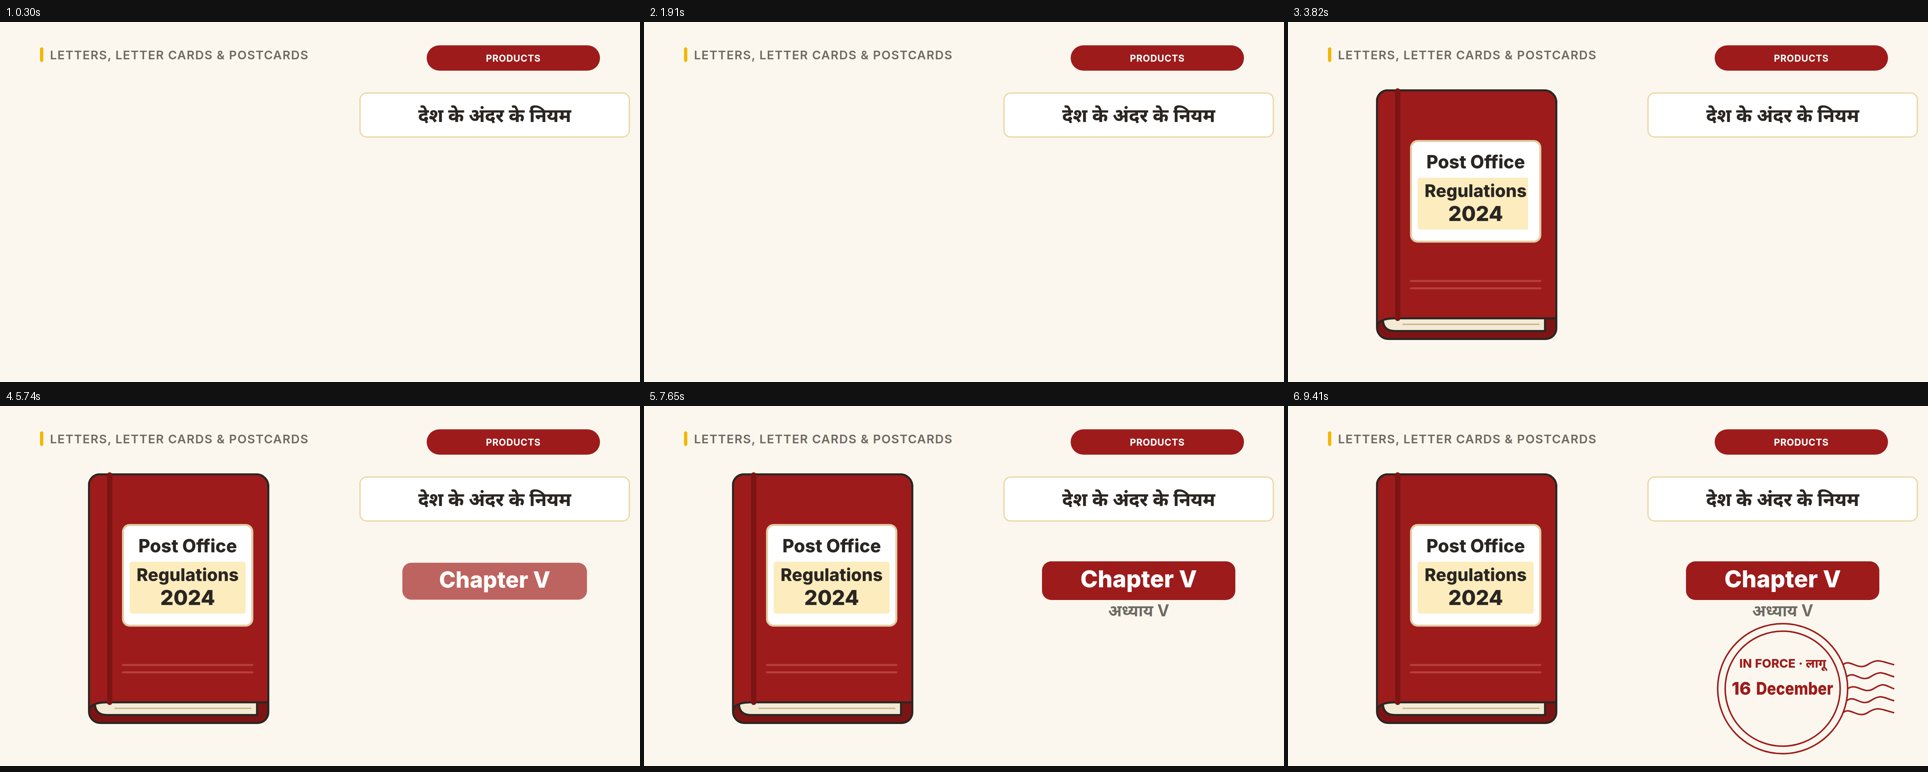 1. 0.30s
LETTERS, LETTER CARDS & POSTCARDS
PRODUCTS
देश के अंदर के नियम
2. 1.91s
LETTERS, LETTER CARDS & POSTCARDS
PRODUCTS
देश के अंदर के नियम
3. 3.82s
LETTERS, LETTER CARDS & POSTCARDS
PRODUCTS
देश के अंदर के नियम
Post Office
Regulations
2024
4. 5.74s
LETTERS, LETTER CARDS & POSTCARDS
PRODUCTS
देश के अंदर के नियम
Post Office
Regulations
2024
Chapter V
5. 7.65s
LETTERS, LETTER CARDS & POSTCARDS
PRODUCTS
देश के अंदर के नियम
Post Office
Regulations
2024
Chapter V
अध्याय V
6. 9.41s
LETTERS, LETTER CARDS & POSTCARDS
PRODUCTS
देश के अंदर के नियम
Post Office
Regulations
2024
Chapter V
अध्याय V
IN FORCE · लागू
16 December